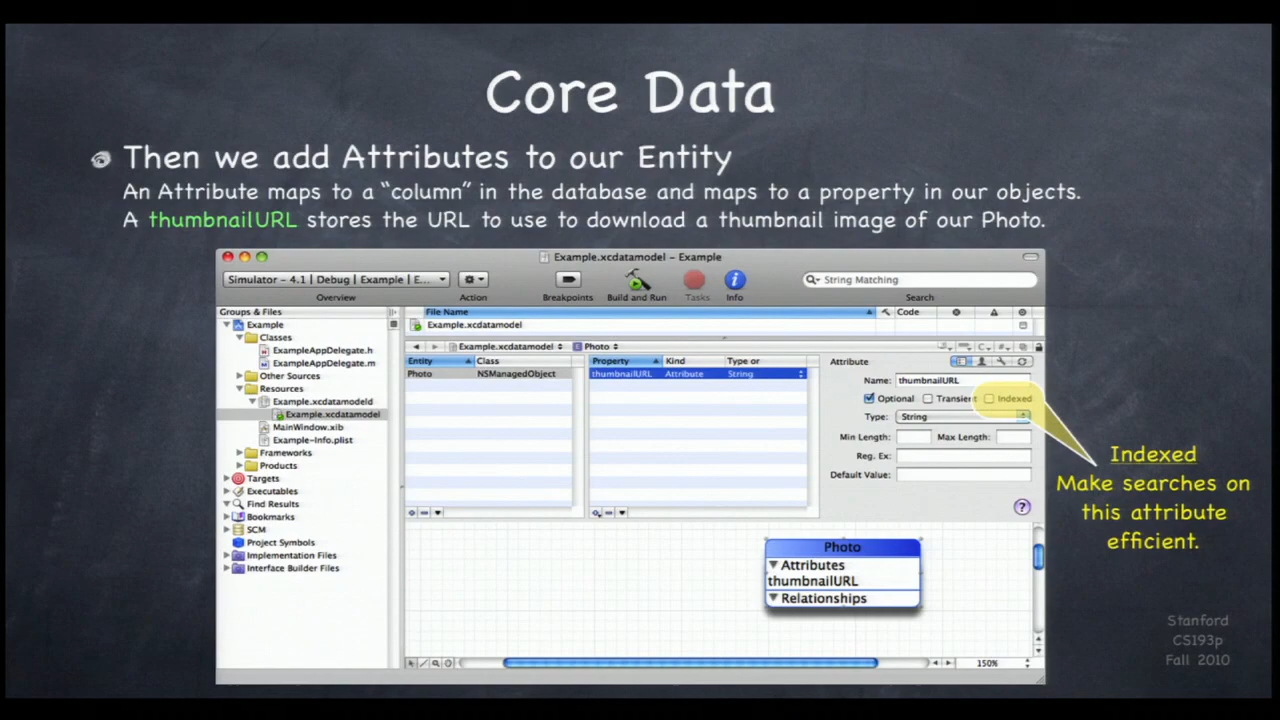 Core Data
Then we add Attributes to our Entity
An Attribute maps to a “column” in the database and maps to a property in our objects.
A thumbnailURL stores the URL to use to download a thumbnail image of our Photo.
Example.xcdatamodel – Example
Simulator – 4.1 | Debug | Example | E...
String Matching
Overview
Action
Breakpoints
Build and Run
Tasks
Info
Search
Groups & Files
File Name
Code
Example
Example.xcdatamodel
Classes
ExampleAppDelegate.h
ExampleAppDelegate.m
Other Sources
Resources
Example.xcdatamodeld
Example.xcdatamodel
MainWindow.xib
Example-Info.plist
Frameworks
Products
Targets
Executables
Find Results
Bookmarks
SCM
Project Symbols
Implementation Files
Interface Builder Files
Example.xcdatamodel
Photo
Entity
Class
Photo
NSManagedObject
Property
Kind
Type or
thumbnailURL
Attribute
String
Attribute
Name: thumbnailURL
Optional
Transient
Indexed
Type: String
Min Length:
Max Length:
Reg. Ex:
Default Value:
Indexed
Make searches on
this attribute
efficient.
Photo
Attributes
thumbnailURL
Relationships
150%
Stanford
CS193p
Fall 2010